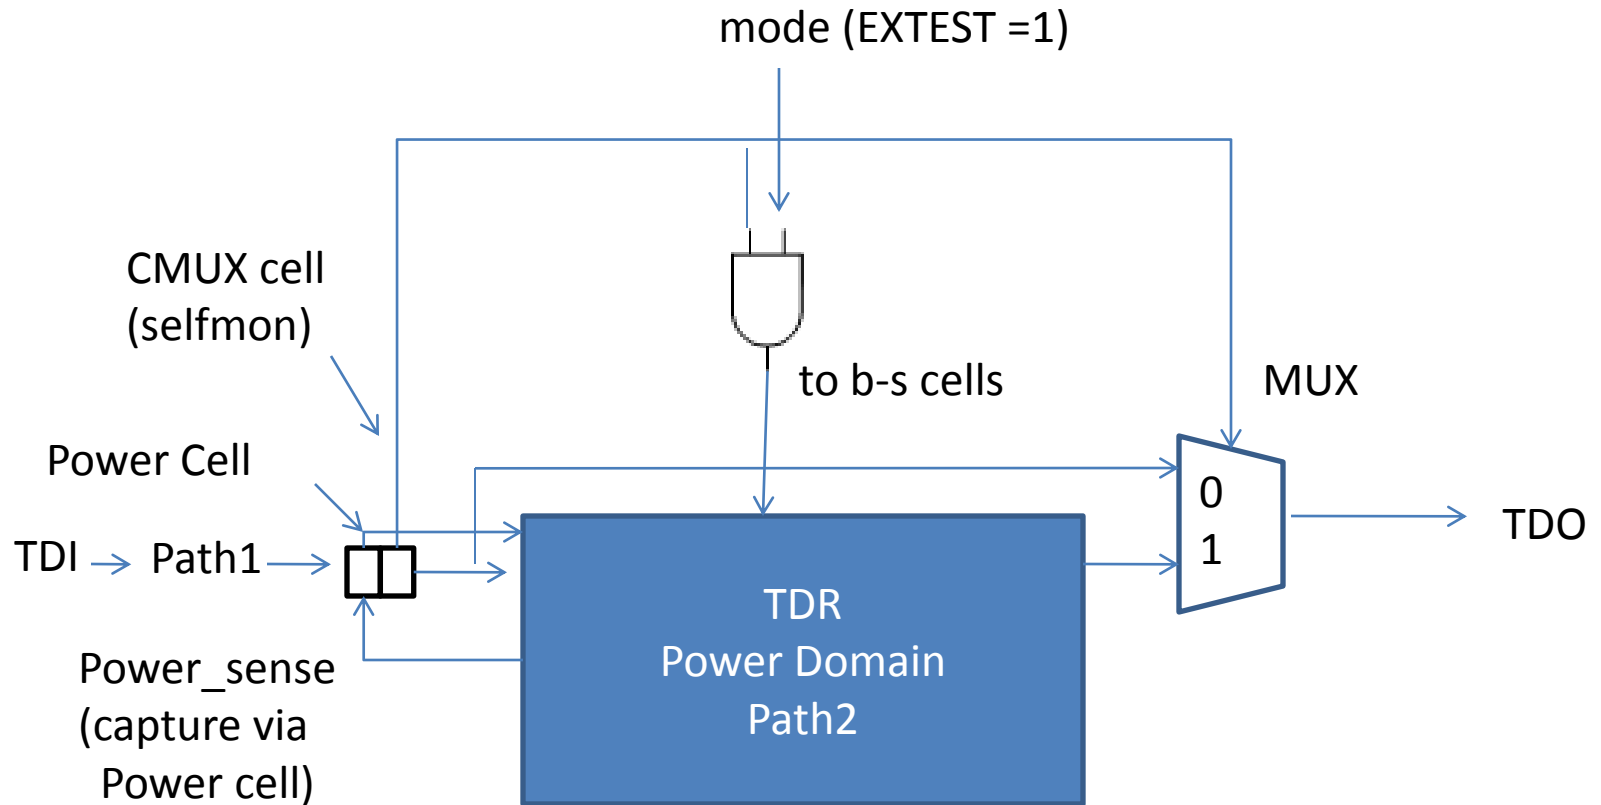 mode (EXTEST =1)
CMUX cell
(selfmon)
to b-s cells
MUX
Power Cell
0
1
TDI
Path1
TDO
TDR
Power Domain
Path2
Power_sense
(capture via
Power cell)